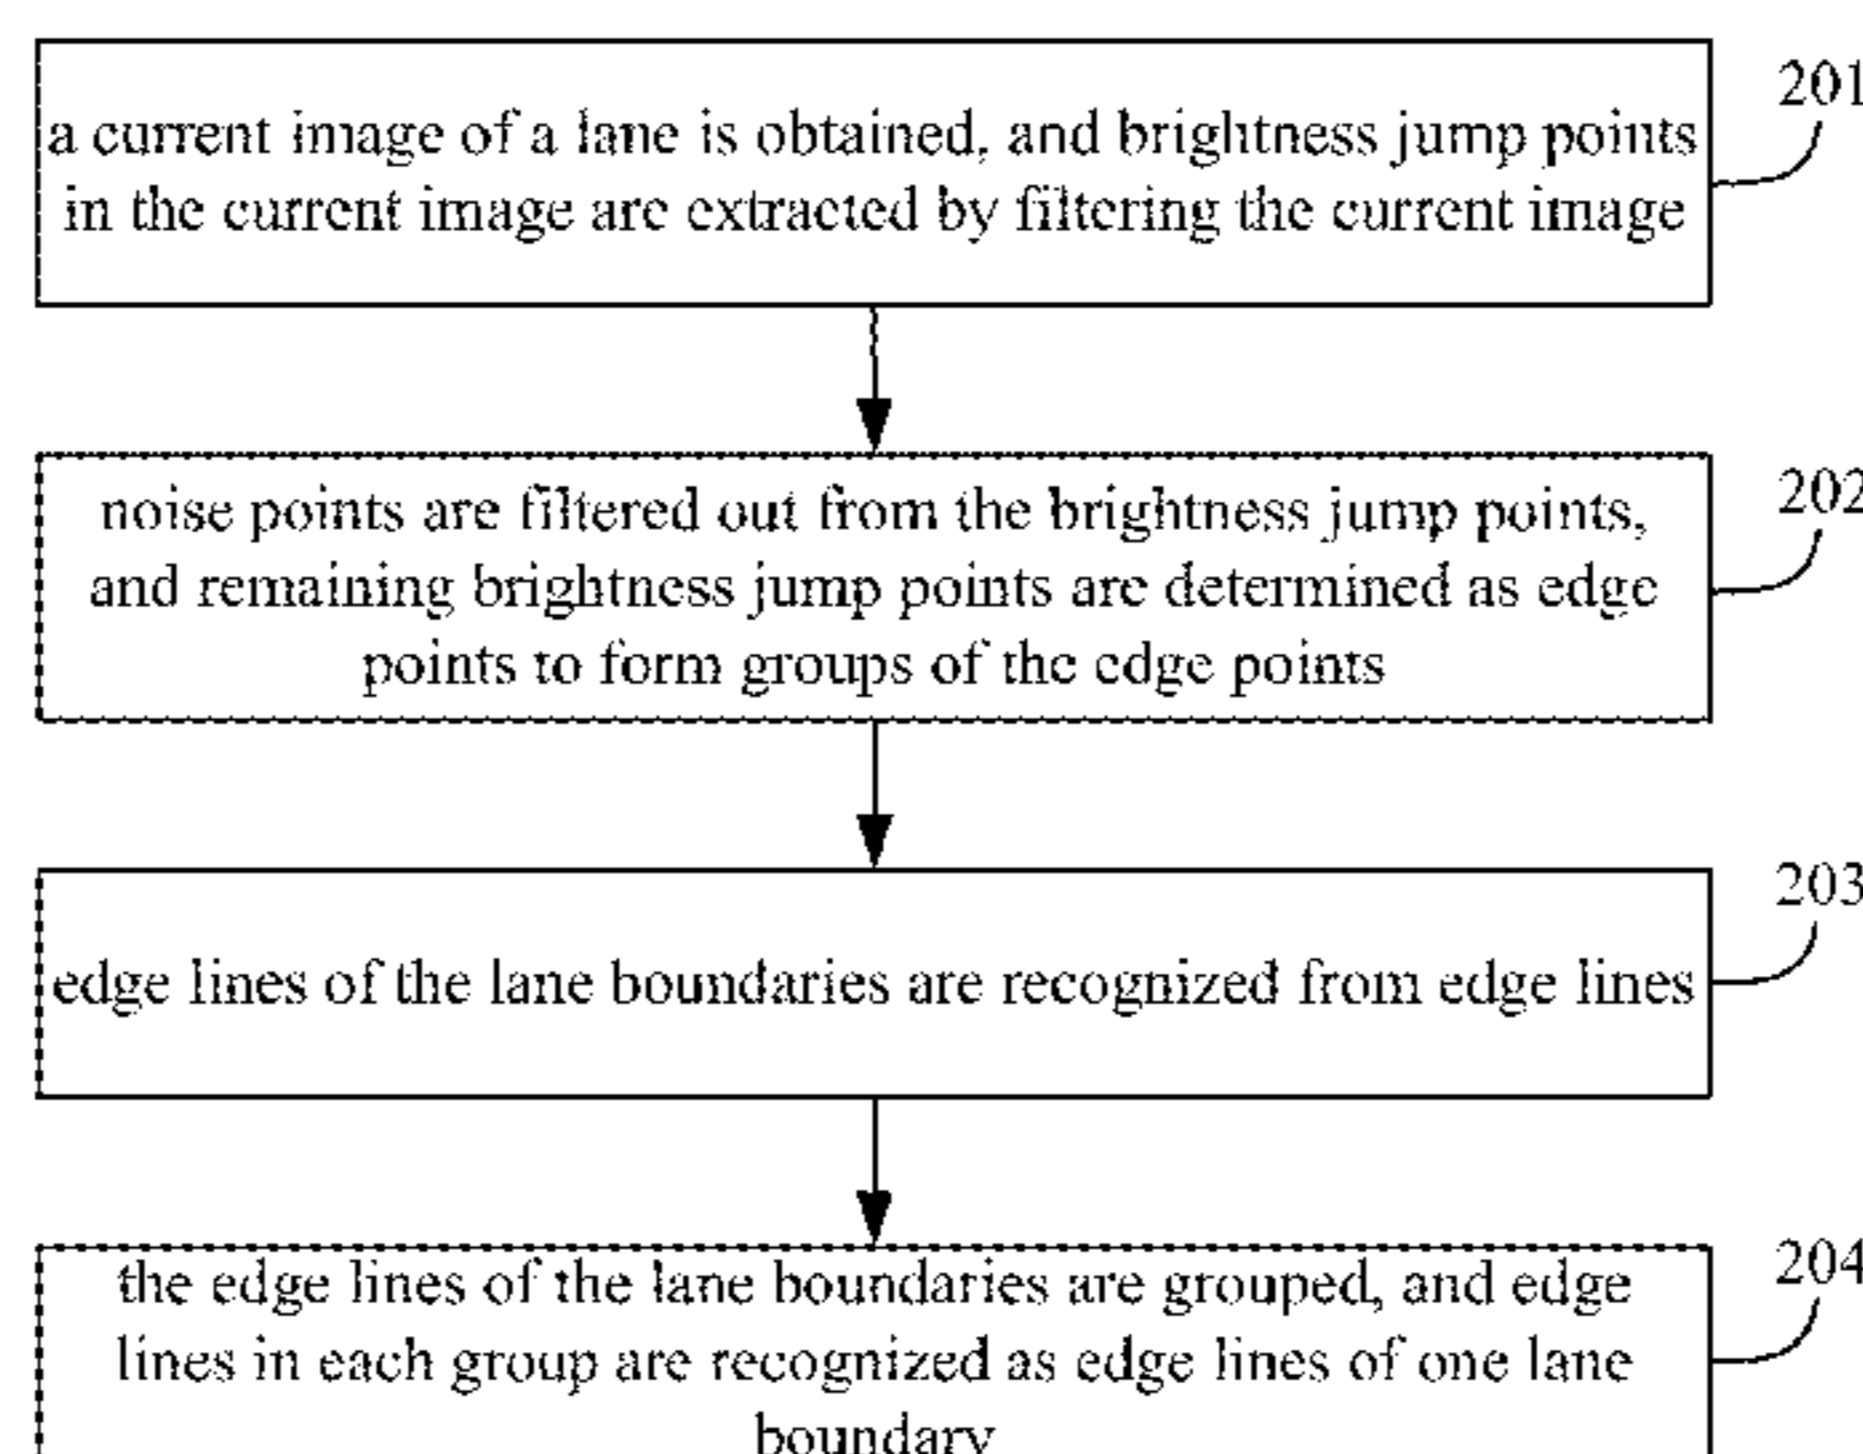 a current image of a lane is obtained, and brightness jump points
in the current image are extracted by filtering the current image
201
noise points are filtered out from the brightness jump points,
and remaining brightness jump points are determined as edge
points to form groups of the edge points
202
edge lines of the lane boundaries are recognized from edge lines
203
the edge lines of the lane boundaries are grouped, and edge
lines in each group are recognized as edge lines of one lane
boundary
204